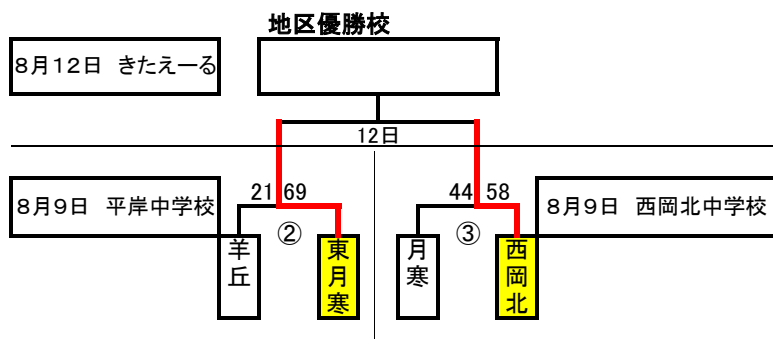 地区優勝校
8月12日 きたえーる
12日
21 69
44 58
8月9日 平岸中学校
8月9日 西岡北中学校
②
③
羊丘
東月寒
月寒
西岡北